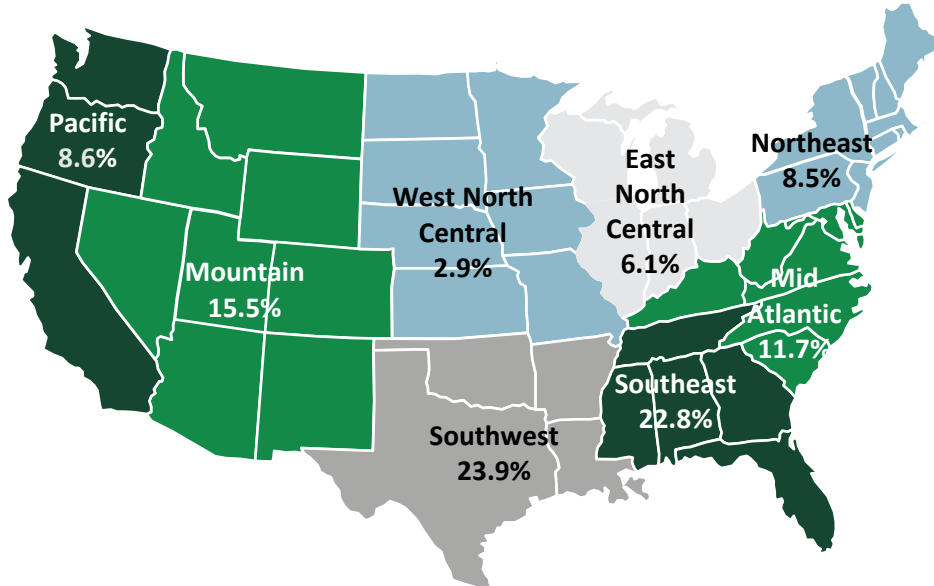 Pacific
8.6%
Mountain
15.5%
West North
Central
2.9%
East
North
Central
6.1%
Northeast
8.5%
Mid
Atlantic
11.7%
Southeast
22.8%
Southwest
23.9%